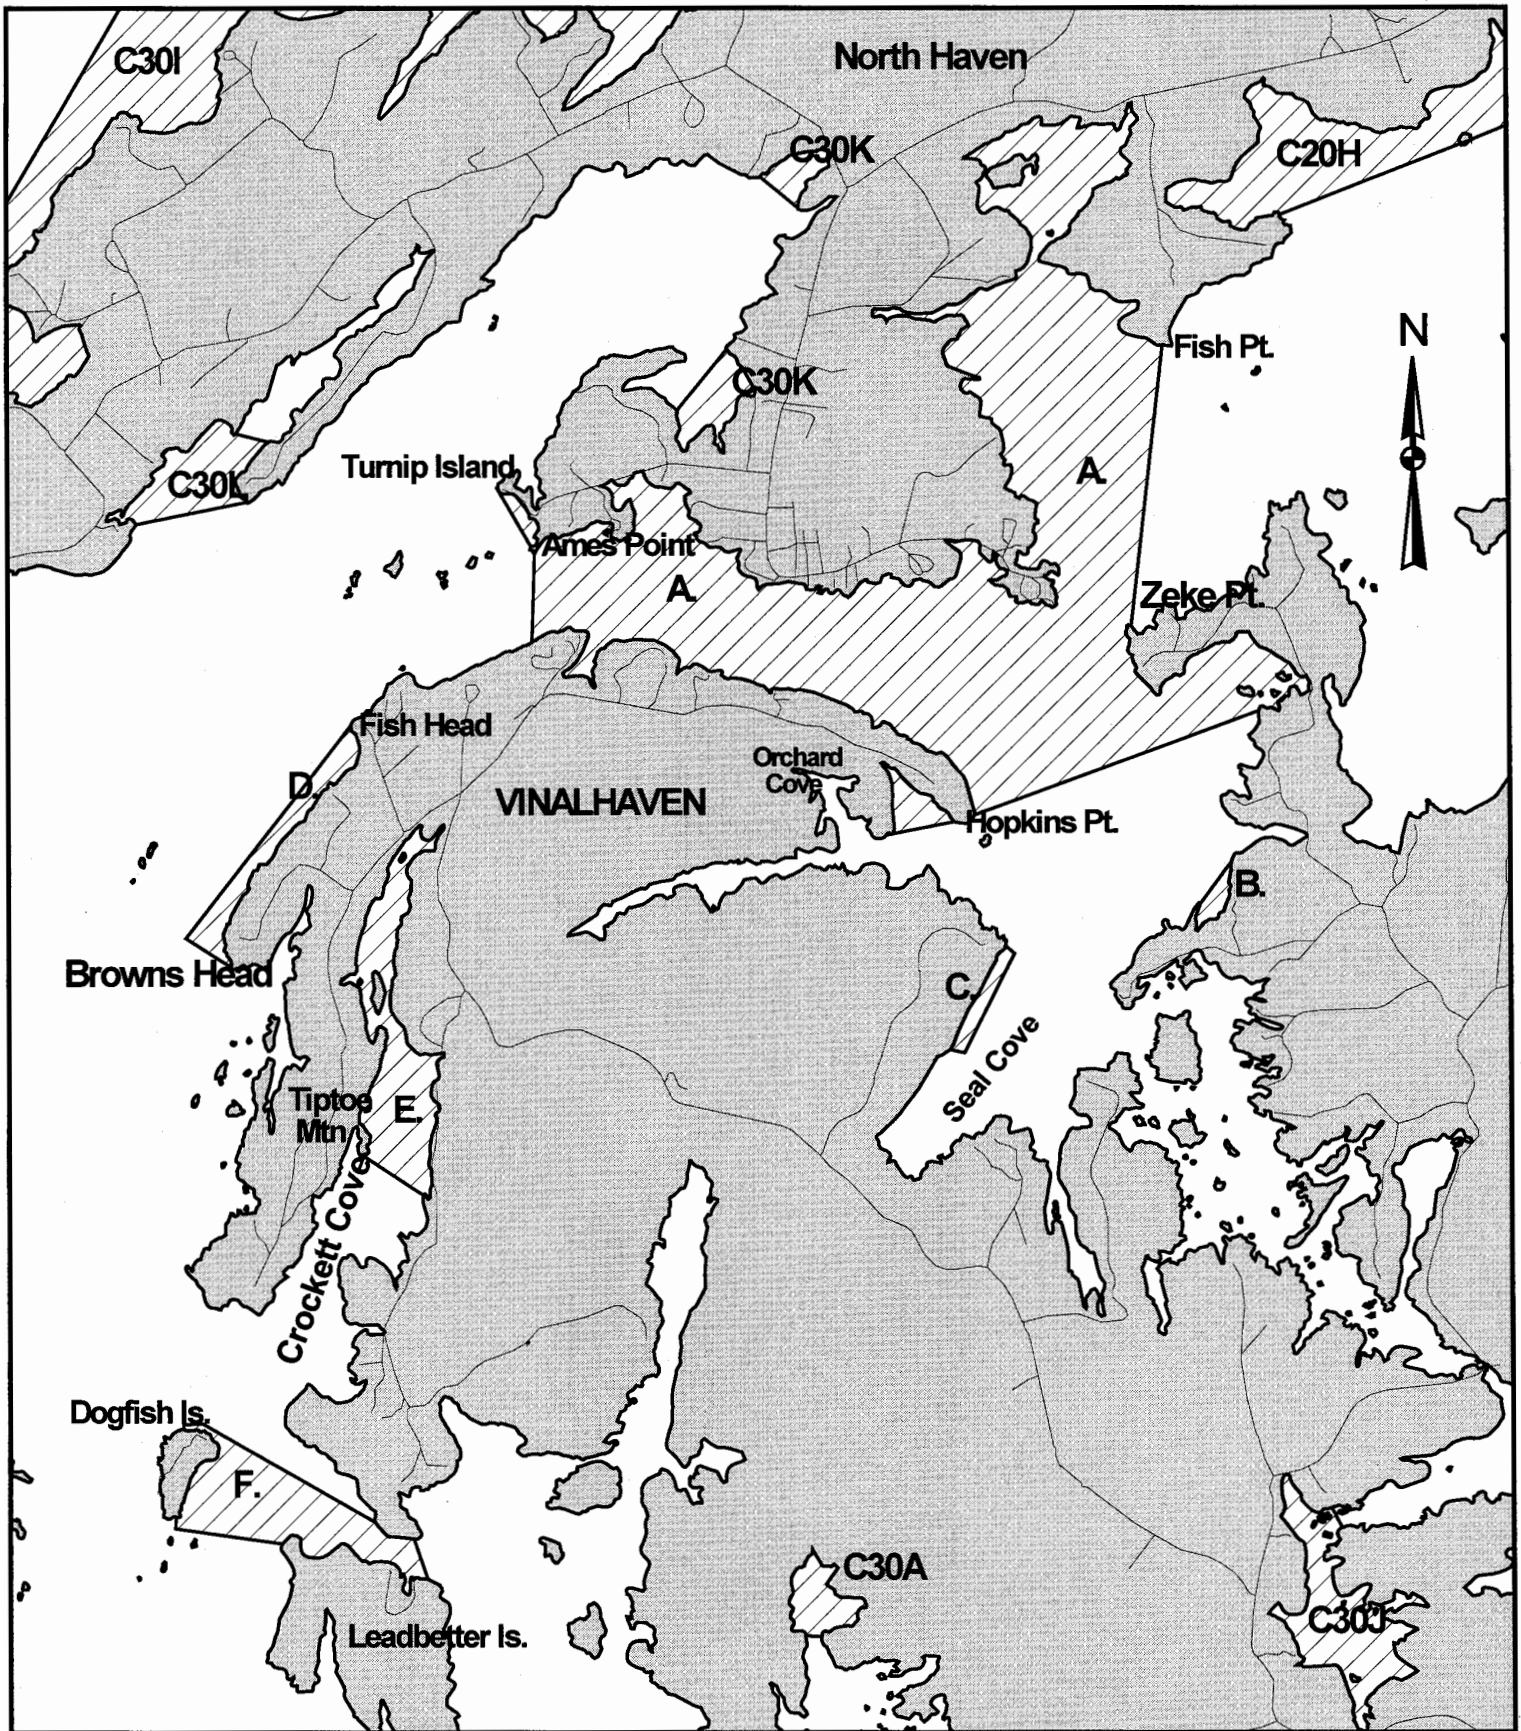 North Haven
C30I
C30K
C20H
N
Fish Pt.
C30K
Turnip Island
A.
C30L
Ames Point
A.
Zeke Pt.
Fish Head
Orchard
Cove
D.
VINALHAVEN
Hopkins Pt.
B.
Browns Head
C.
Seal Cove
Tiptoe
Mtn
E.
Crockett Cove
Dogfish Is.
F.
C30A
C30J
Leadbetter Is.